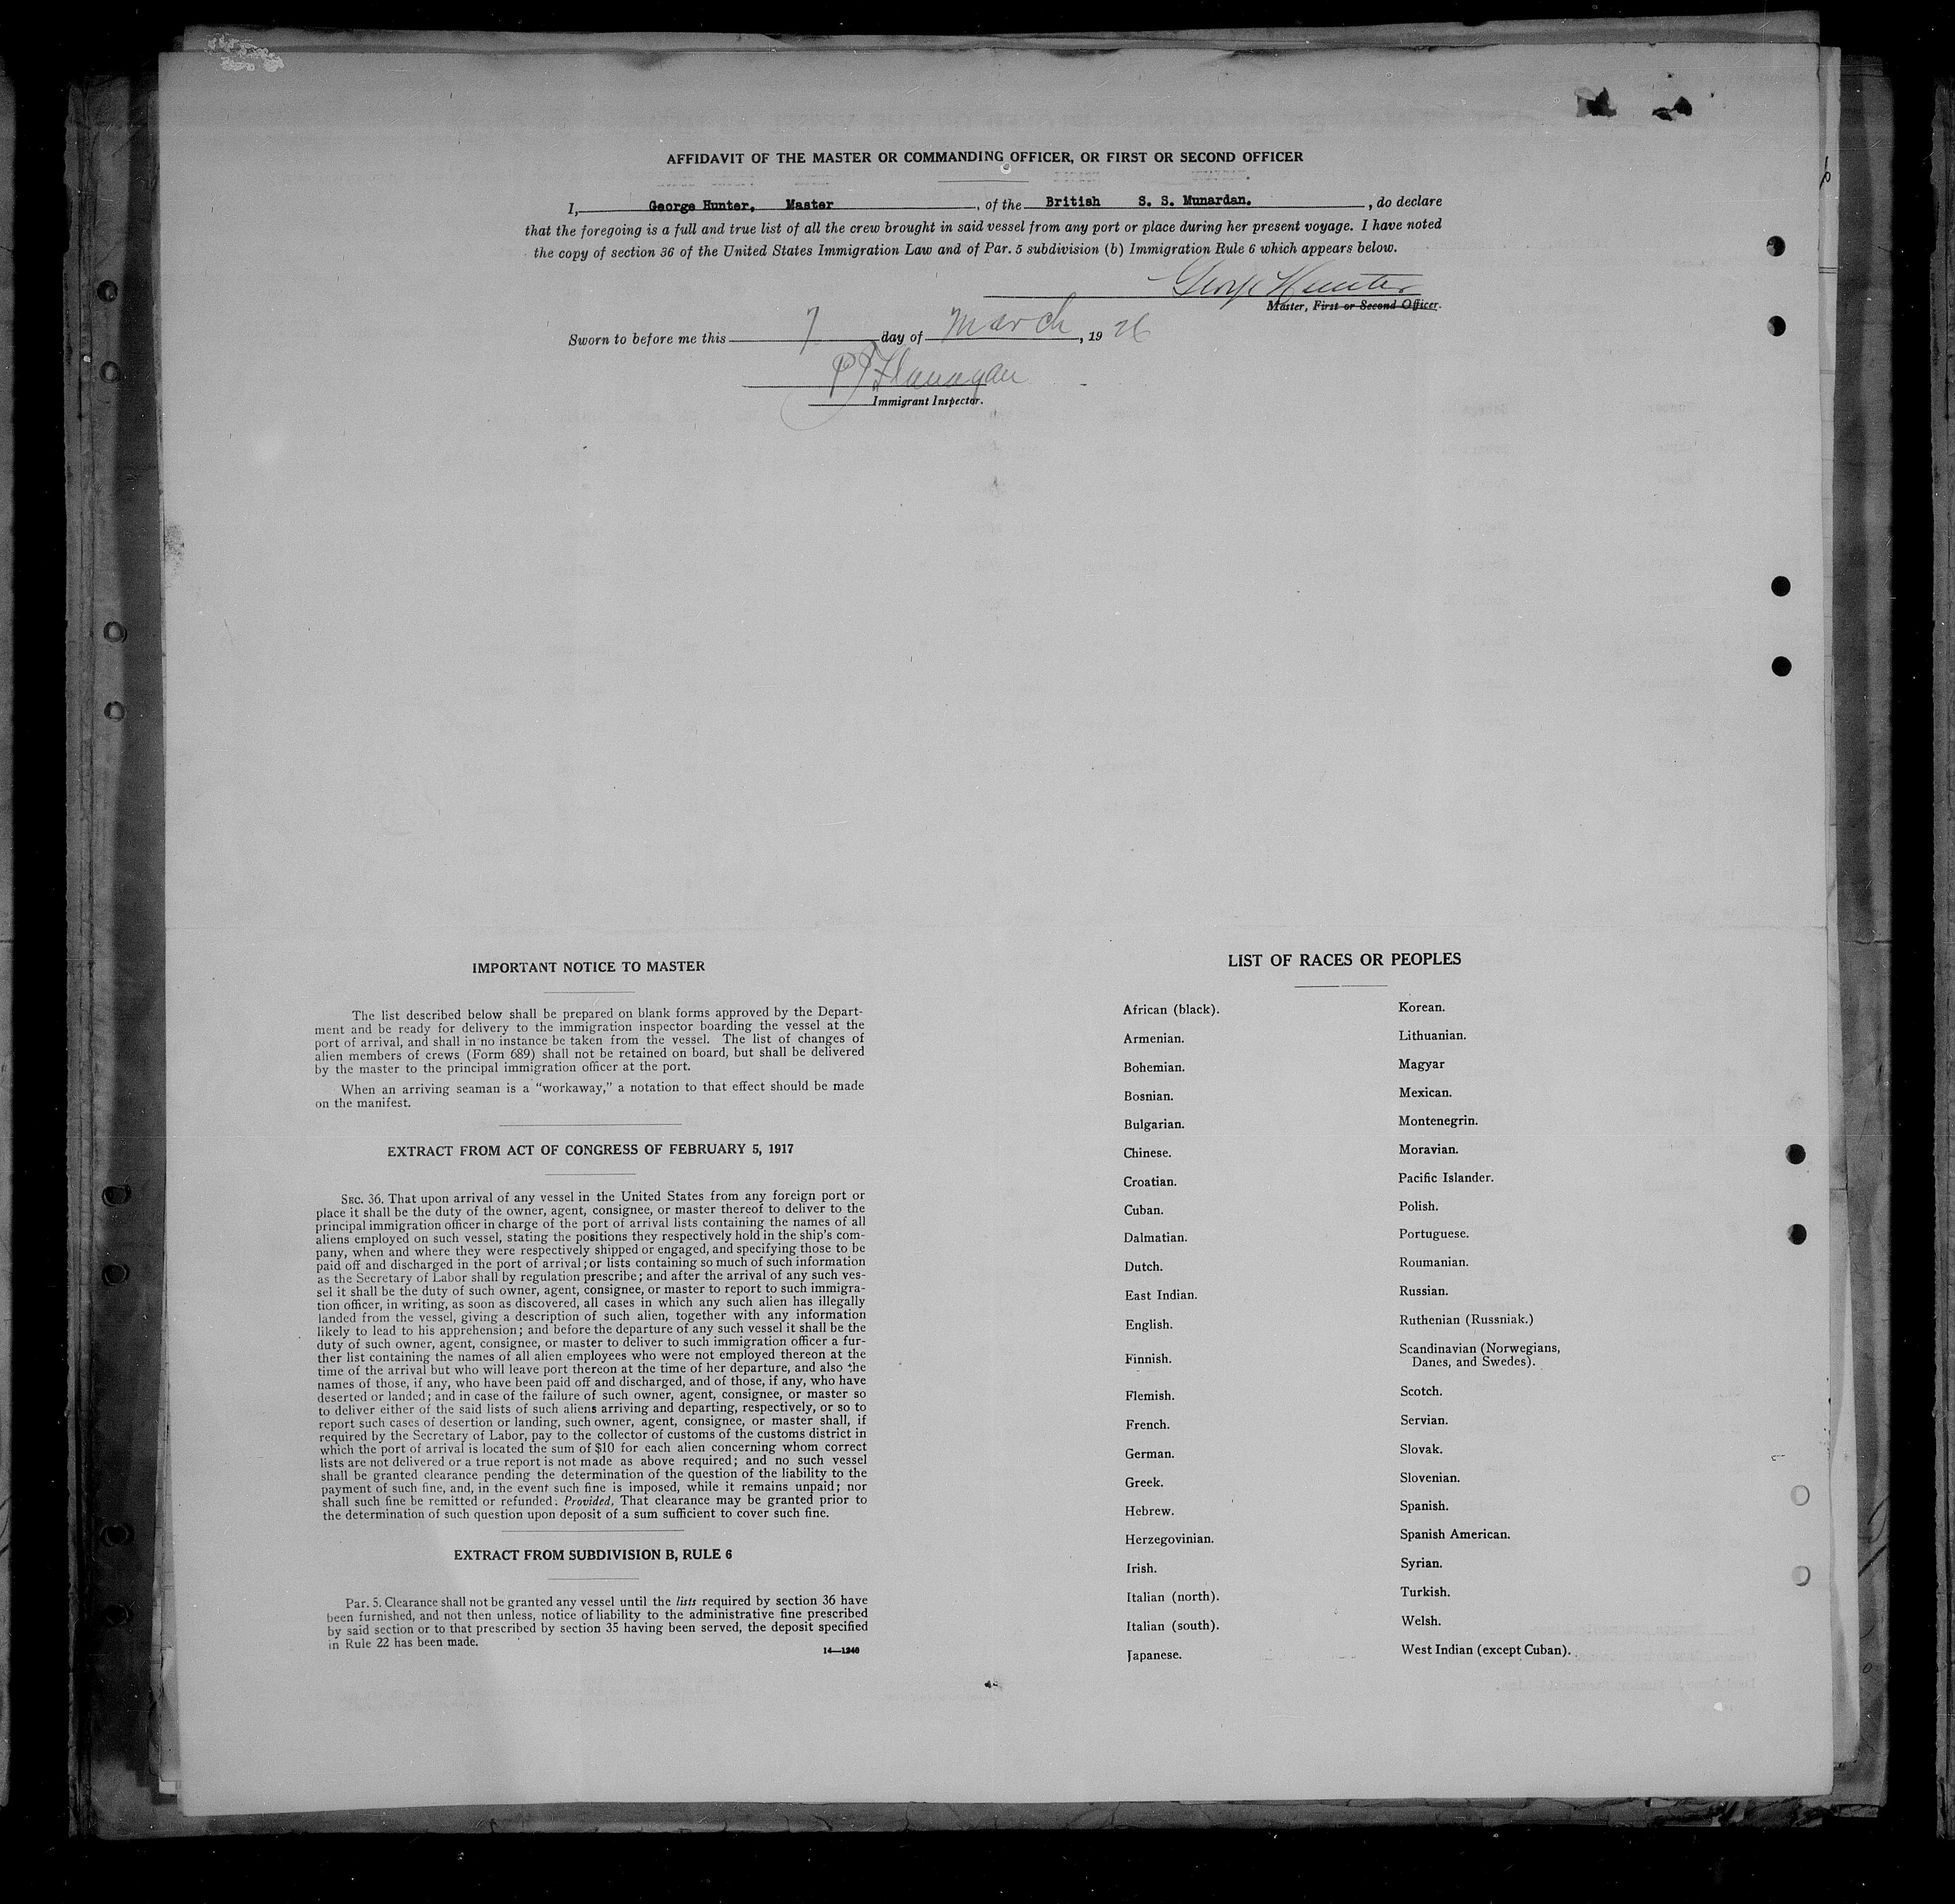 AFFIDAVIT OF THE MASTER OR COMMANDING OFFICER, OR FIRST OR SECOND OFFICER
I, George Hunter, Master , of the British S. S. Munardan. , do declare
that the foregoing is a full and true list of all the crew brought in said vessel from any port or place during her present voyage. I have noted
the copy of section 36 of the United States Immigration Law and of Par. 5 subdivision (b) Immigration Rule 6 which appears below.
George Hunter
Master, First or Second Officer.
Sworn to before me this 7 day of March , 19 26
P J Flanagan
Immigrant Inspector.
IMPORTANT NOTICE TO MASTER
The list described below shall be prepared on blank forms approved by the Depart-
ment and be ready for delivery to the immigration inspector boarding the vessel at the
port of arrival, and shall in no instance be taken from the vessel. The list of changes of
alien members of crews (Form 689) shall not be retained on board, but shall be delivered
by the master to the principal immigration officer at the port.
When an arriving seaman is a "workaway," a notation to that effect should be made
on the manifest.
EXTRACT FROM ACT OF CONGRESS OF FEBRUARY 5, 1917
SEC. 36. That upon arrival of any vessel in the United States from any foreign port or
place it shall be the duty of the owner, agent, consignee, or master thereof to deliver to the
principal immigration officer in charge of the port of arrival lists containing the names of all
aliens employed on such vessel, stating the positions they respectively hold in the ship's com-
pany, when and where they were respectively shipped or engaged, and specifying those to be
paid off and discharged in the port of arrival; or lists containing so much of such information
as the Secretary of Labor shall by regulation prescribe; and after the arrival of any such ves-
sel it shall be the duty of such owner, agent, consignee, or master to report to such immigra-
tion officer, in writing, as soon as discovered, all cases in which any such alien has illegally
landed from the vessel, giving a description of such alien, together with any information
likely to lead to his apprehension; and before the departure of any such vessel it shall be the
duty of such owner, agent, consignee, or master to deliver to such immigration officer a fur-
ther list containing the names of all alien employees who were not employed thereon at the
time of the arrival but who will leave port thereon at the time of her departure, and also the
names of those, if any, who have been paid off and discharged, and of those, if any, who have
deserted or landed; and in case of the failure of such owner, agent, consignee, or master so
to deliver either of the said lists of such aliens arriving and departing, respectively, or so to
report such cases of desertion or landing, such owner, agent, consignee, or master shall, if
required by the Secretary of Labor, pay to the collector of customs of the customs district in
which the port of arrival is located the sum of $10 for each alien concerning whom correct
lists are not delivered or a true report is not made as above required; and no such vessel
shall be granted clearance pending the determination of the question of the liability to the
payment of such fine, and, in the event such fine is imposed, while it remains unpaid; nor
shall such fine be remitted or refunded: Provided, That clearance may be granted prior to
the determination of such question upon deposit of a sum sufficient to cover such fine.
EXTRACT FROM SUBDIVISION B, RULE 6
Par. 5. Clearance shall not be granted any vessel until the lists required by section 36 have
been furnished, and not then unless, notice of liability to the administrative fine prescribed
by said section or to that prescribed by section 35 having been served, the deposit specified
in Rule 22 has been made.
14—1240
LIST OF RACES OR PEOPLES
African (black).
Armenian.
Bohemian.
Bosnian.
Bulgarian.
Chinese.
Croatian.
Cuban.
Dalmatian.
Dutch.
East Indian.
English.
Finnish.
Flemish.
French.
German.
Greek.
Hebrew.
Herzegovinian.
Irish.
Italian (north).
Italian (south).
Japanese.
Korean.
Lithuanian.
Magyar
Mexican.
Montenegrin.
Moravian.
Pacific Islander.
Polish.
Portuguese.
Roumanian.
Russian.
Ruthenian (Russniak.)
Scandinavian (Norwegians,
Danes, and Swedes).
Scotch.
Servian.
Slovak.
Slovenian.
Spanish.
Spanish American.
Syrian.
Turkish.
Welsh.
West Indian (except Cuban).